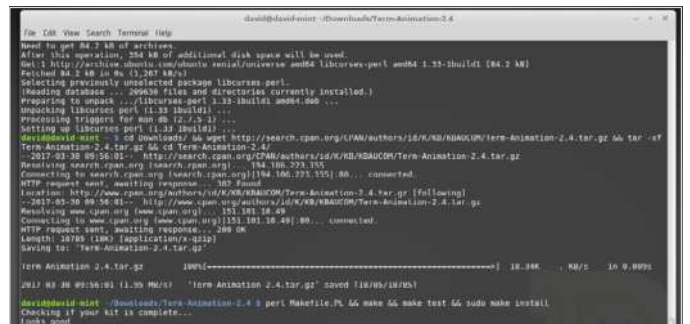 david@david-mint ~/Downloads/Term-Animation-2.4
File Edit View Search Terminal Help
Need to get 84.2 kB of archives.
After this operation, 354 kB of additional disk space will be used.
Get:1 http://archive.ubuntu.com/ubuntu xenial/universe amd64 libcurses-perl amd64 1.33-1build1 [84.2 kB]
Fetched 84.2 kB in 0s (1,267 kB/s)
Selecting previously unselected package libcurses-perl.
(Reading database ... 209636 files and directories currently installed.)
Preparing to unpack .../libcurses-perl 1.33-1build1 amd64.deb ...
Unpacking libcurses-perl (1.33-1build1) ...
Processing triggers for man-db (2.7.5-1) ...
Setting up libcurses-perl (1.33-1build1) ...
david@david-mint ~ $ cd Downloads/ && wget http://search.cpan.org/CPAN/authors/id/K/KB/KBAUCOM/Term-Animation-2.4.tar.gz && tar -xf
Term-Animation-2.4.tar.gz && cd Term-Animation-2.4/
--2017-03-30 09:56:01-- http://search.cpan.org/CPAN/authors/id/K/KB/KBAUCOM/Term-Animation-2.4.tar.gz
Resolving search.cpan.org (search.cpan.org)... 194.106.223.155
Connecting to search.cpan.org (search.cpan.org)|194.106.223.155|:80... connected.
HTTP request sent, awaiting response... 302 Found
Location: http://www.cpan.org/authors/id/K/KB/KBAUCOM/Term-Animation-2.4.tar.gz [following]
--2017-03-30 09:56:01-- http://www.cpan.org/authors/id/K/KB/KBAUCOM/Term-Animation-2.4.tar.gz
Resolving www.cpan.org (www.cpan.org)... 151.101.18.49
Connecting to www.cpan.org (www.cpan.org)|151.101.18.49|:80... connected.
HTTP request sent, awaiting response... 200 OK
Length: 18785 (18K) [application/x-gzip]
Saving to: 'Term-Animation-2.4.tar.gz'
Term-Animation-2.4.tar.gz 100%[=====>] 18.34K --.-KB/s in 0.009s
2017-03-30 09:56:01 (1.95 MB/s) - 'Term-Animation-2.4.tar.gz' saved [18785/18785]
david@david-mint ~/Downloads/Term-Animation-2.4 $ perl Makefile.PL && make && make test && sudo make install
Checking if your kit is complete...
Looks good